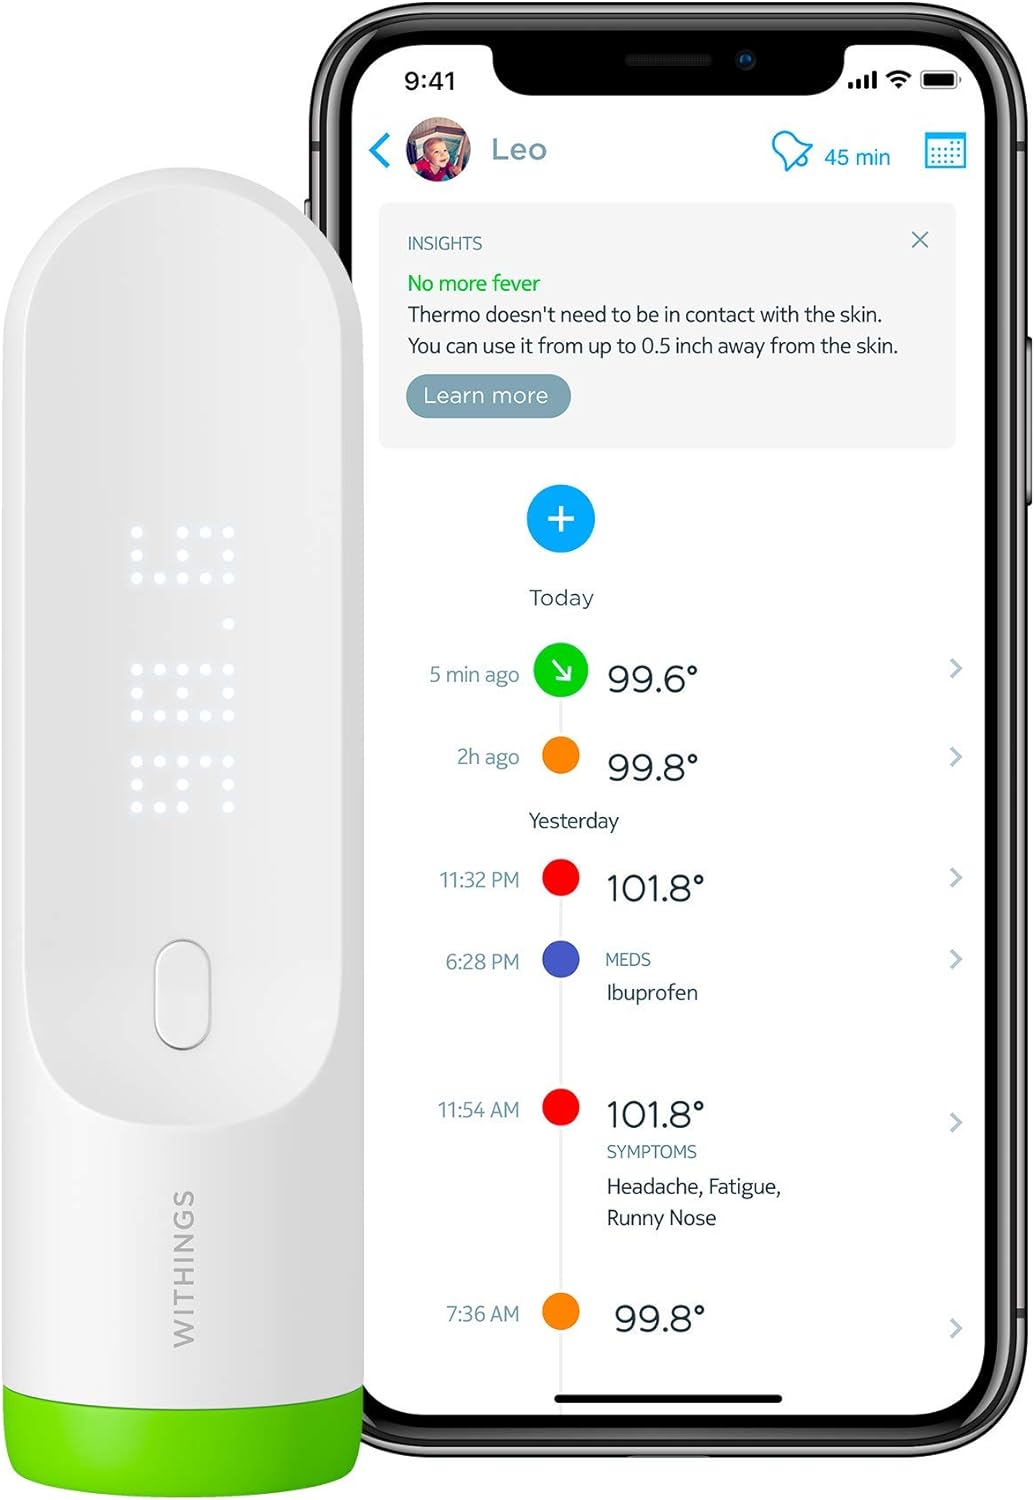 98.5
WITHINGS
9:41
Leo
45 min
INSIGHTS
No more fever
Thermo doesn't need to be in contact with the skin.
You can use it from up to 0.5 inch away from the skin.
Learn more
Today
5 min ago 99.6°
2h ago 99.8°
Yesterday
11:32 PM 101.8°
6:28 PM MEDS
Ibuprofen
11:54 AM 101.8°
SYMPTOMS
Headache, Fatigue,
Runny Nose
7:36 AM 99.8°